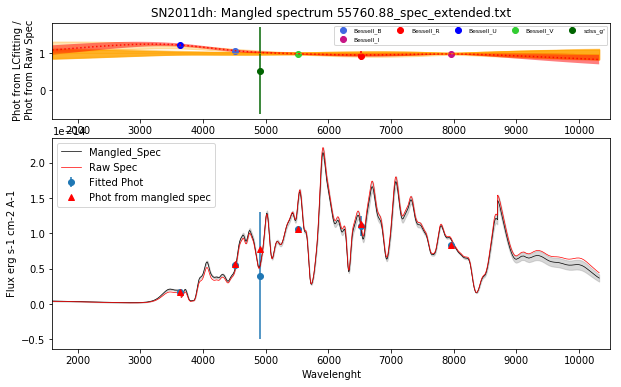 SN2011dh: Mangled spectrum 55760.88_spec_extended.txt
Phot from LCfitting /
Phot from Raw Spec
1
0
Bessell_B
Bessell_R
Bessell_U
Bessell_V
sdss_g'
Bessell_I
2000 3000 4000 5000 6000 7000 8000 9000 10000
1e−14
Mangled_Spec
Raw Spec
Fitted Phot
Phot from mangled spec
Flux erg s-1 cm-2 A-1
2.0
1.5
1.0
0.5
0.0
−0.5
2000 3000 4000 5000 6000 7000 8000 9000 10000
Wavelenght